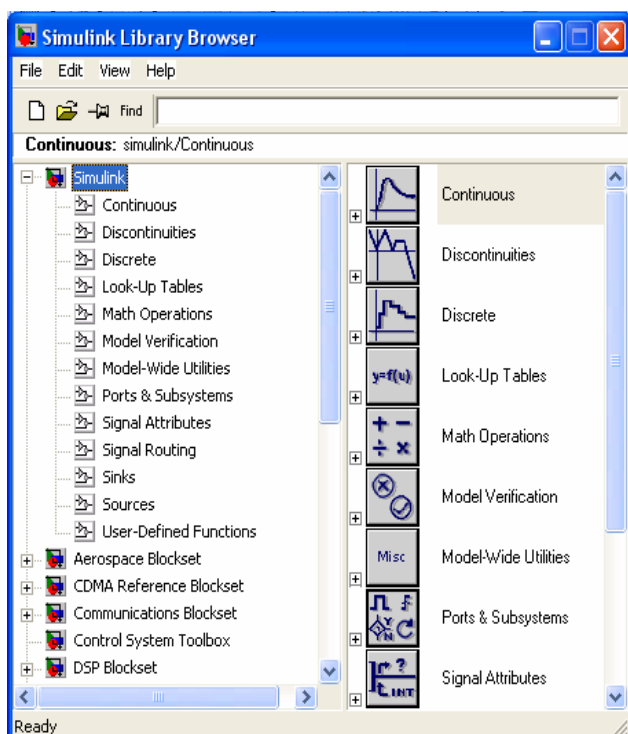 Simulink Library Browser
File Edit View Help
Find
Continuous: simulink/Continuous
Simulink
Continuous
Discontinuities
Discrete
Look-Up Tables
Math Operations
Model Verification
Model-Wide Utilities
Ports & Subsystems
Signal Attributes
Signal Routing
Sinks
Sources
User-Defined Functions
Aerospace Blockset
CDMA Reference Blockset
Communications Blockset
Control System Toolbox
DSP Blockset
Continuous
Discontinuities
Discrete
y=f(u) Look-Up Tables
+ − ÷ × Math Operations
Model Verification
Misc Model-Wide Utilities
Y N Ports & Subsystems
? INT Signal Attributes
Ready